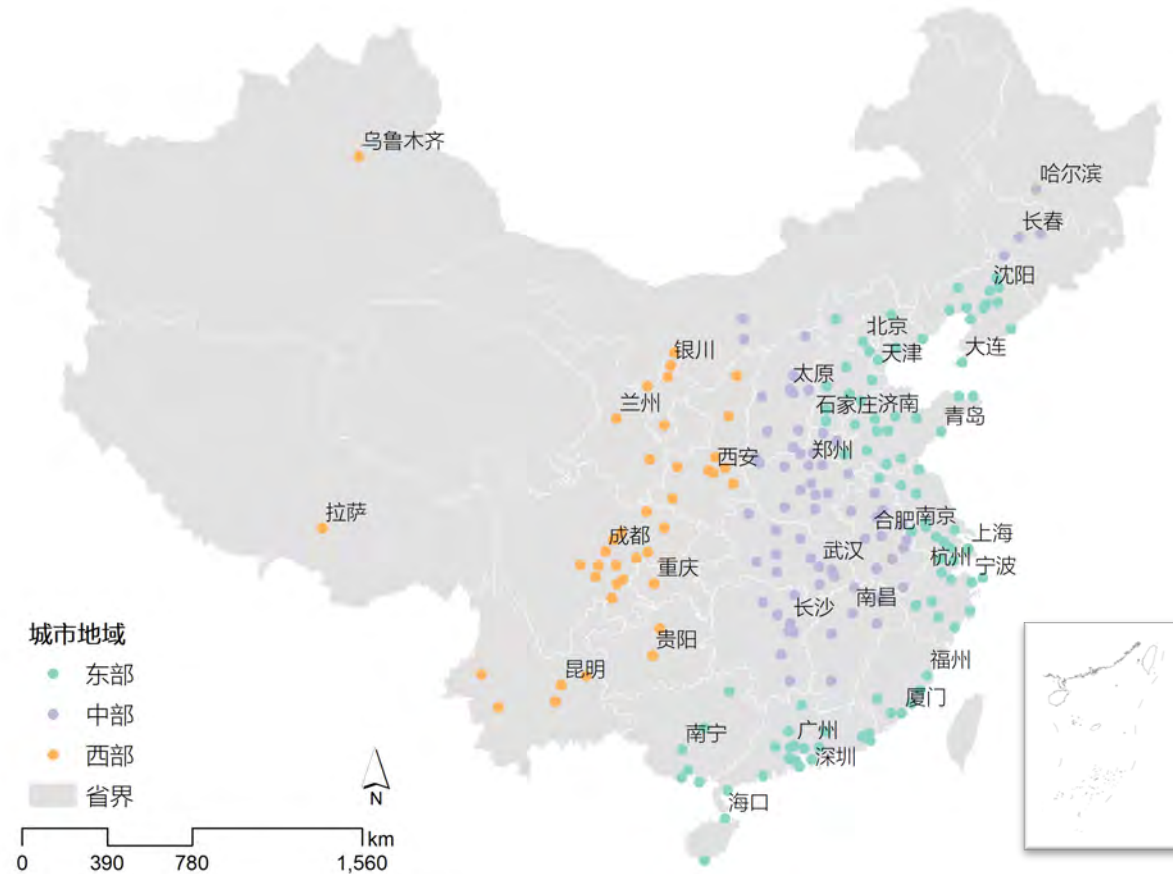 乌鲁木齐
哈尔滨
长春
沈阳
北京
天津
大连
银川
太原
兰州
石家庄
济南
青岛
西安
郑州
拉萨
成都
合肥
南京
上海
武汉
杭州
宁波
重庆
长沙
南昌
贵阳
昆明
福州
厦门
南宁
广州
深圳
海口
城市地域
东部
中部
西部
省界
N
km
0 390 780 1,560